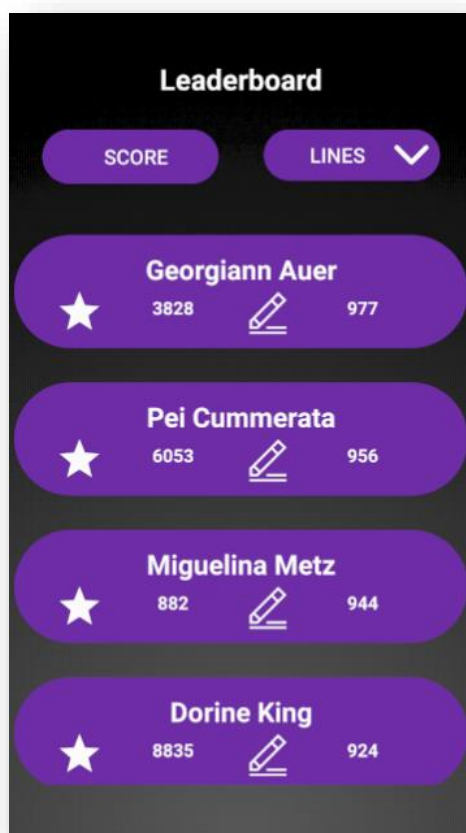 Leaderboard
SCORE LINES
Georgiann Auer
3828 977
Pei Cummerata
6053 956
Miguelina Metz
882 944
Dorine King
8835 924